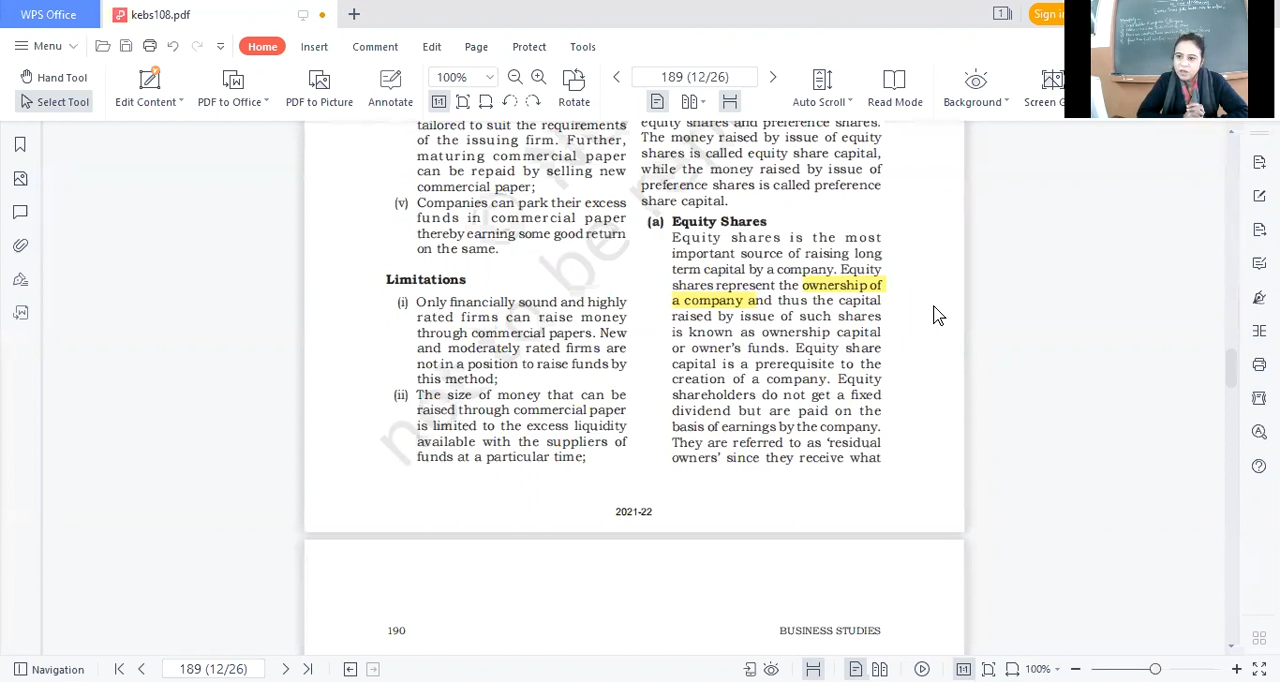 WPS Office
kebs108.pdf
1
Sign in
Menu
Home
Insert
Comment
Edit
Page
Protect
Tools
Hand Tool
Select Tool
Edit Content
PDF to Office
PDF to Picture
Annotate
100%
1:1
Rotate
189 (12/26)
Auto Scroll
Read Mode
Background
Screen G
tailored to suit the requirements
of the issuing firm. Further,
maturing commercial paper
can be repaid by selling new
commercial paper;
(v) Companies can park their excess
funds in commercial paper
thereby earning some good return
on the same.
Limitations
(i) Only financially sound and highly
rated firms can raise money
through commercial papers. New
and moderately rated firms are
not in a position to raise funds by
this method;
(ii) The size of money that can be
raised through commercial paper
is limited to the excess liquidity
available with the suppliers of
funds at a particular time;
equity shares and preference shares.
The money raised by issue of equity
shares is called equity share capital,
while the money raised by issue of
preference shares is called preference
share capital.
(a) Equity Shares
Equity shares is the most
important source of raising long
term capital by a company. Equity
shares represent the ownership of
a company and thus the capital
raised by issue of such shares
is known as ownership capital
or owner's funds. Equity share
capital is a prerequisite to the
creation of a company. Equity
shareholders do not get a fixed
dividend but are paid on the
basis of earnings by the company.
They are referred to as 'residual
owners' since they receive what
2021-22
190
BUSINESS STUDIES
Navigation
189 (12/26)
1:1
100%